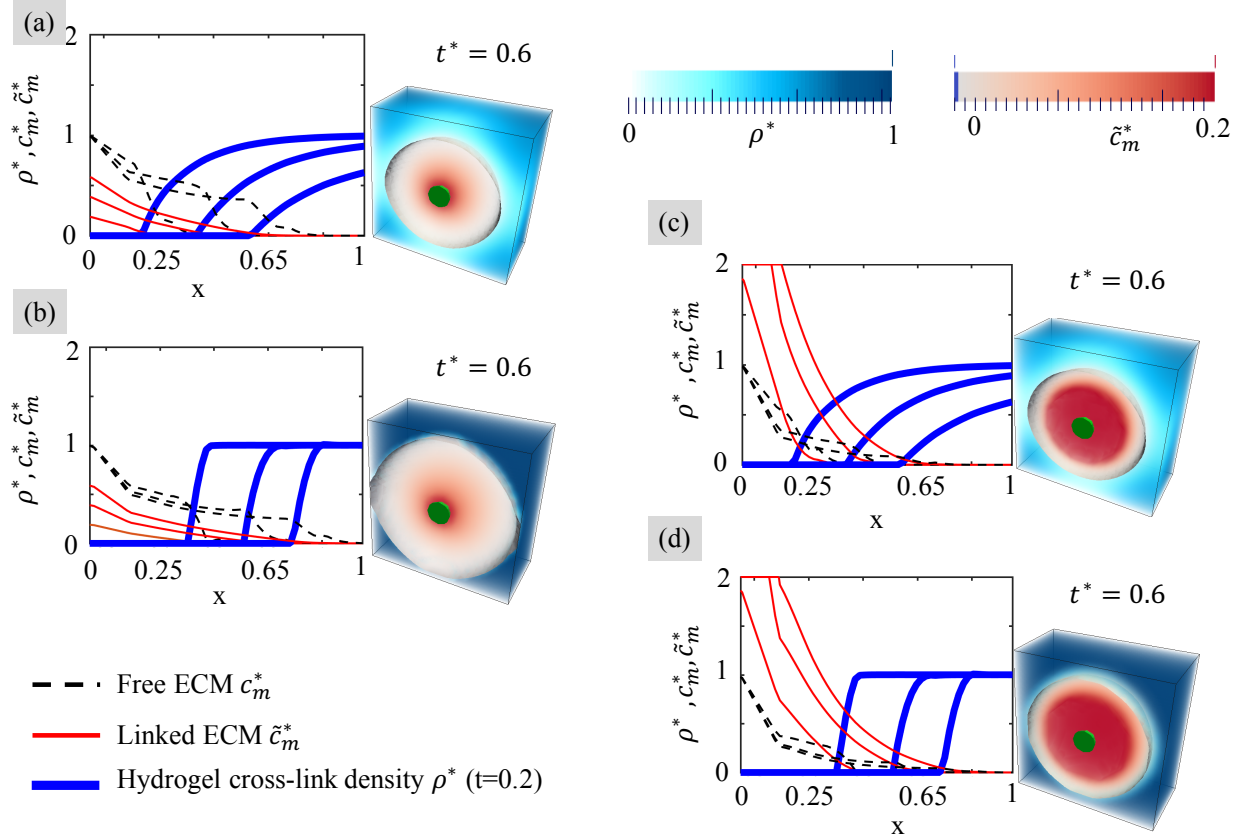 (a)
2
1
0
ρ* , c*ₘ, c̃*ₘ
0
0.25
0.65
1
x
t* = 0.6
0
ρ*
1
0
c̃*ₘ
0.2
(b)
2
1
0
ρ* , c*ₘ, c̃*ₘ
0
0.25
0.65
1
x
t* = 0.6
(c)
2
1
0
ρ* , c*ₘ, c̃*ₘ
0
0.25
0.65
1
x
t* = 0.6
(d)
2
1
0
ρ* , c*ₘ, c̃*ₘ
0
0.25
0.65
1
x
t* = 0.6
Free ECM c*ₘ
Linked ECM c̃*ₘ
Hydrogel cross-link density ρ* (t=0.2)